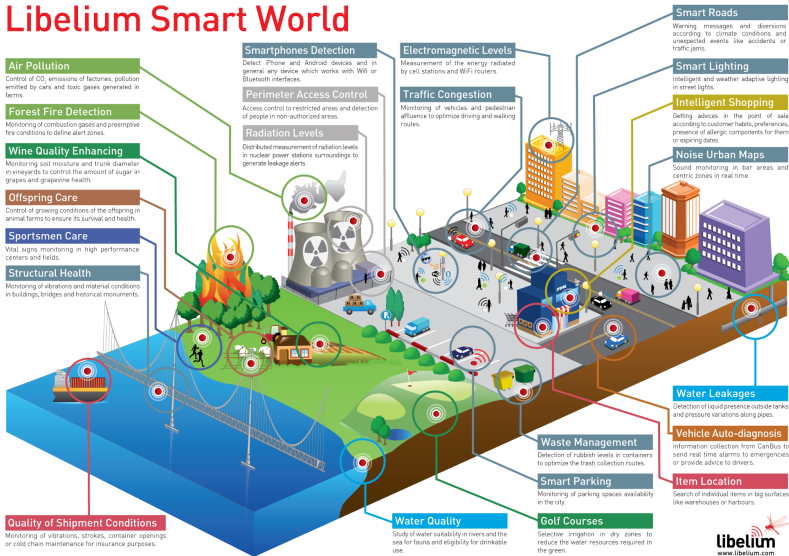 Libelium Smart World
Air Pollution
Control of CO₂ emissions of factories, pollution
emitted by cars and toxic gases generated in
farms.
Forest Fire Detection
Monitoring of combustion gases and preemptive
fire conditions to define alert zones.
Wine Quality Enhancing
Monitoring soil moisture and trunk diameter
in vineyards to control the amount of sugar in
grapes and grapevine health.
Offspring Care
Control of growing conditions of the offspring in
animal farms to ensure its survival and health.
Sportsmen Care
Vital signs monitoring in high performance
centers and fields.
Structural Health
Monitoring of vibrations and material conditions
in buildings, bridges and historical monuments.
Quality of Shipment Conditions
Monitoring of vibrations, strokes, container openings
or cold chain maintenance for insurance purposes.
Smartphones Detection
Detect iPhone and Android devices and in
general any device which works with Wifi or
Bluetooth interfaces.
Perimeter Access Control
Access control to restricted areas and detection
of people in non-authorized areas.
Radiation Levels
Distributed measurement of radiation levels
in nuclear power stations surroundings to
generate leakage alerts.
Electromagnetic Levels
Measurement of the energy radiated
by cell stations and WiFi routers.
Traffic Congestion
Monitoring of vehicles and pedestrian
affluence to optimize driving and walking
routes.
Smart Roads
Warning messages and diversions
according to climate conditions and
unexpected events like accidents or
traffic jams.
Smart Lighting
Intelligent and weather adaptive lighting
in street lights.
Intelligent Shopping
Getting advices in the point of sale
according to customer habits, preferences,
presence of allergic components for them
or expiring dates.
Noise Urban Maps
Sound monitoring in bar areas and
centric zones in real time.
Water Leakages
Detection of liquid presence outside tanks
and pressure variations along pipes.
Vehicle Auto-diagnosis
Information collection from CanBus to
send real time alarms to emergencies
or provide advice to drivers.
Item Location
Search of individual items in big surfaces
like warehouses or harbours.
Waste Management
Detection of rubbish levels in containers
to optimize the trash collection routes.
Smart Parking
Monitoring of parking spaces availability
in the city.
Golf Courses
Selective irrigation in dry zones to
reduce the water resources required in
the green.
Water Quality
Study of water suitability in rivers and the
sea for fauna and eligibility for drinkable
use.
P
libelium
www.libelium.com